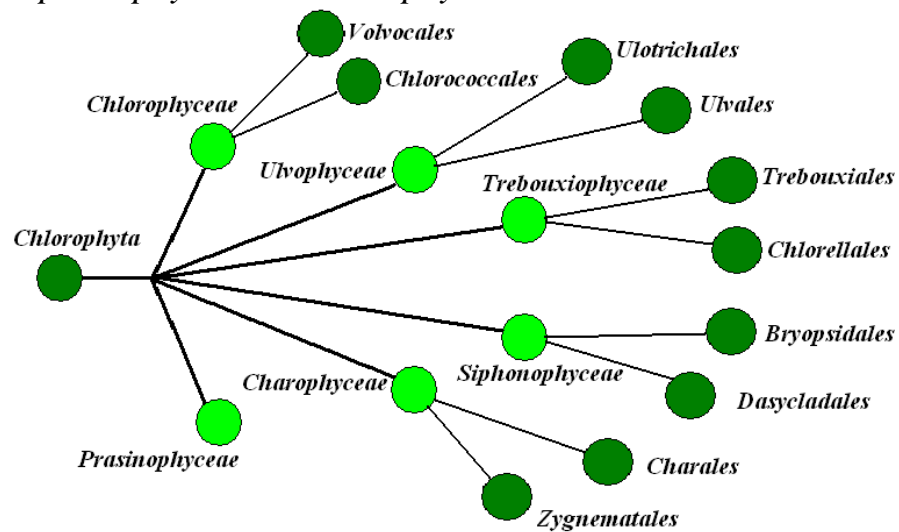 Volvocales
Ulotrichales
Chlorococcales
Chlorophyceae
Ulvales
Ulvophyceae
Trebouxiophyceae
Trebouxiales
Chlorophyta
Chlorellales
Bryopsidales
Siphonophyceae
Charophyceae
Dasycladales
Prasinophyceae
Charales
Zygnematales